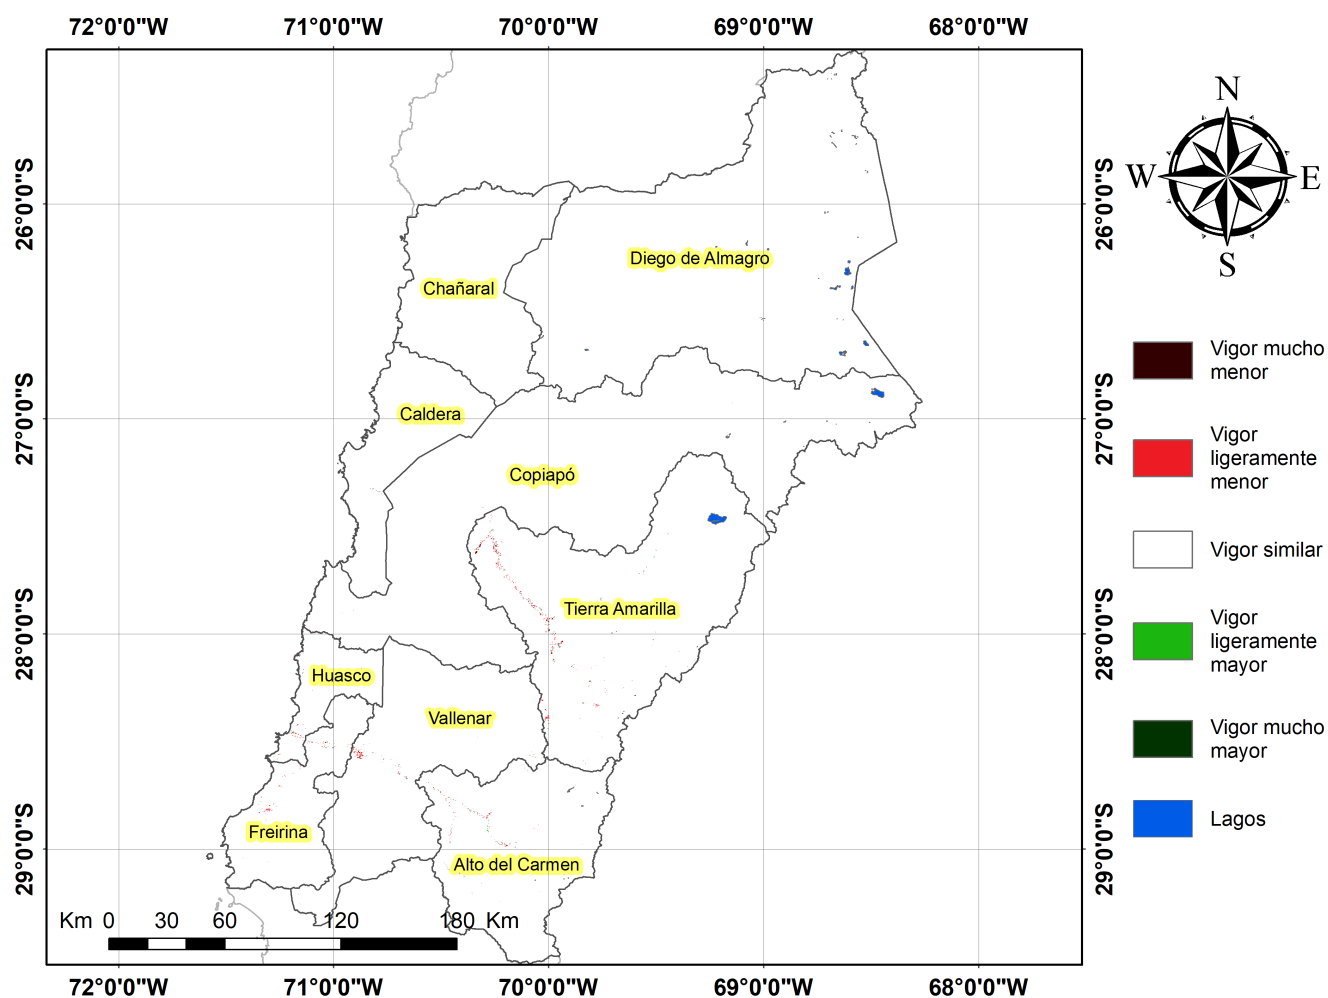 72°0'0"W 71°0'0"W 70°0'0"W 69°0'0"W 68°0'0"W
N
W E
S
26°0'0"S
26°0'0"S
27°0'0"S
27°0'0"S
28°0'0"S
28°0'0"S
29°0'0"S
29°0'0"S
Diego de Almagro
Chañaral
Caldera
Copiapó
Tierra Amarilla
Huasco
Vallenar
Freirina
Alto del Carmen
Vigor mucho
menor
Vigor
ligeramente
menor
Vigor similar
Vigor
ligeramente
mayor
Vigor mucho
mayor
Lagos
Km 0 30 60 120 180 Km
72°0'0"W 71°0'0"W 70°0'0"W 69°0'0"W 68°0'0"W